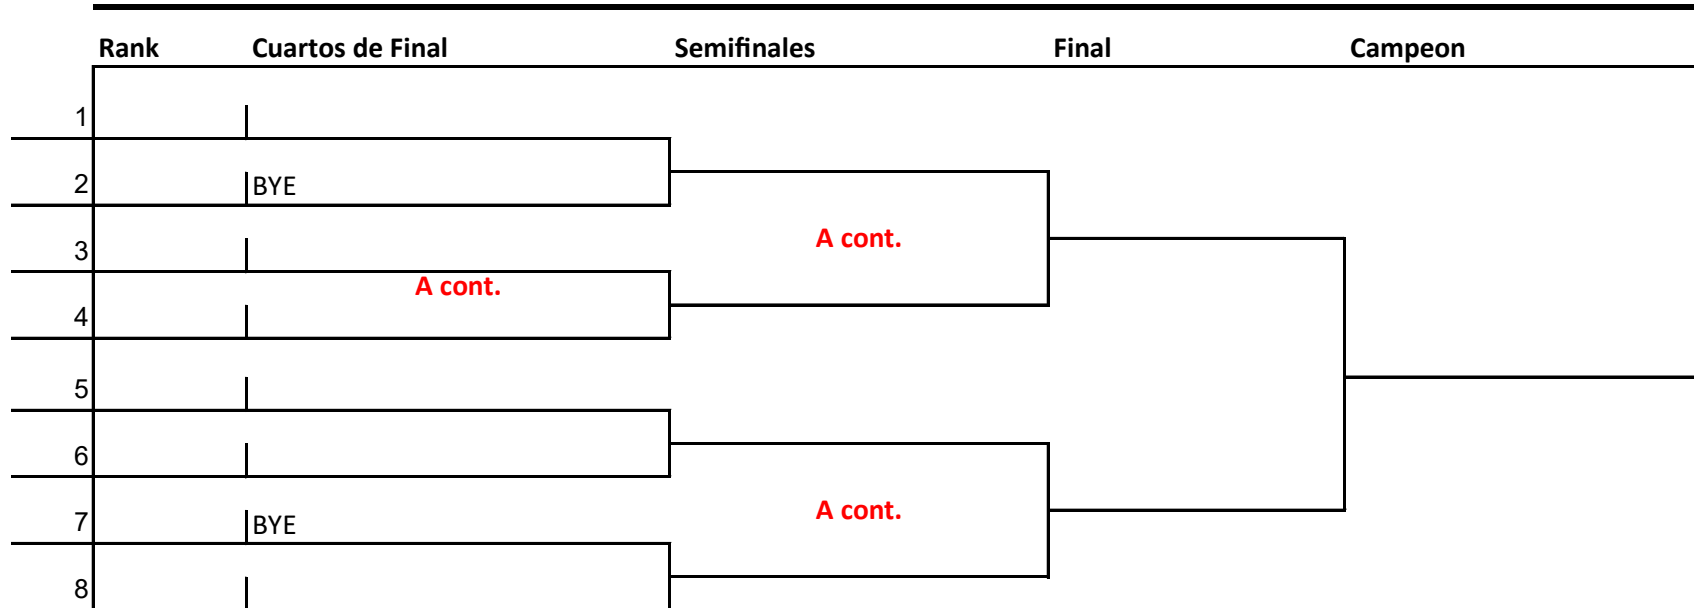 Rank Cuartos de Final Semifinales Final Campeon
1
2 BYE
3
A cont.
A cont.
4
5
6
A cont.
7 BYE
8